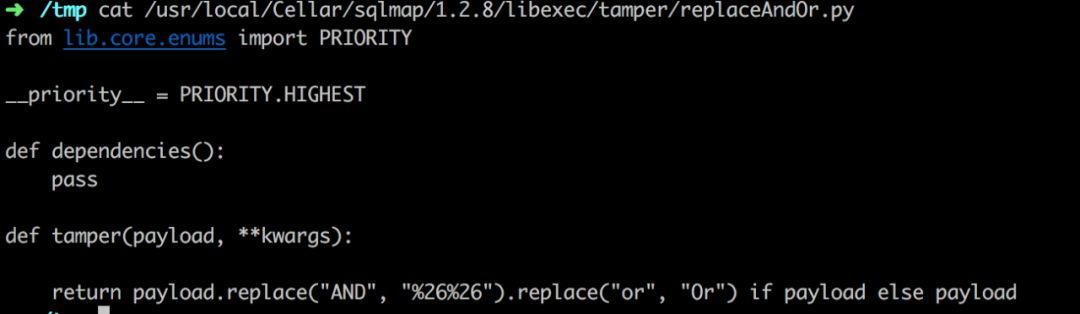 ➜ /tmp cat /usr/local/Cellar/sqlmap/1.2.8/libexec/tamper/replaceAndOr.py
from lib.core.enums import PRIORITY
__priority__ = PRIORITY.HIGHEST
def dependencies():
    pass
def tamper(payload, **kwargs):
    return payload.replace("AND", "%26%26").replace("or", "Or") if payload else payload